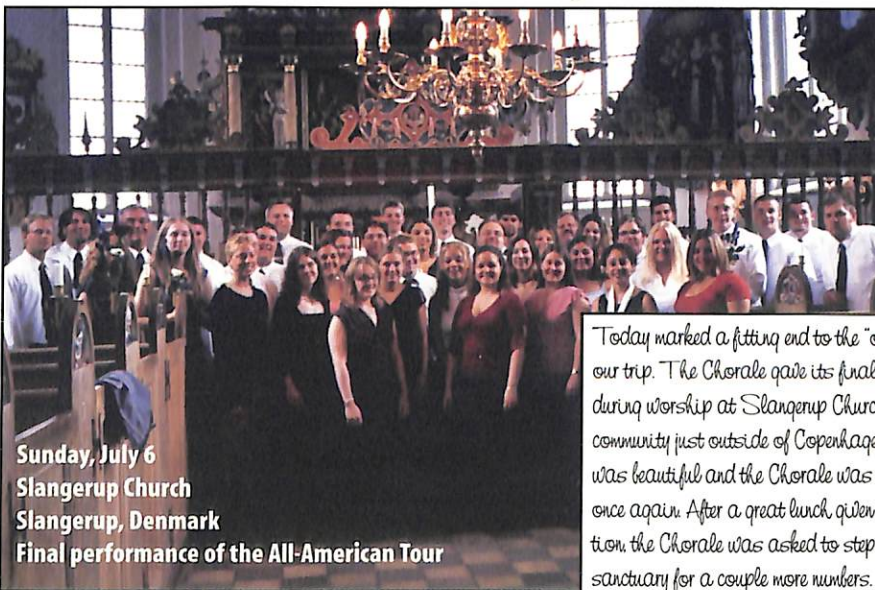 Sunday, July 6
Slangerup Church
Slangerup, Denmark
Final performance of the All-American Tour
Today marked a fitting end to the "o
our trip. The Chorale gave its final
during worship at Slangerup Churc
community just outside of Copenhage
was beautiful and the Chorale was
once again. After a great lunch given
tion, the Chorale was asked to step
sanctuary for a couple more numbers.